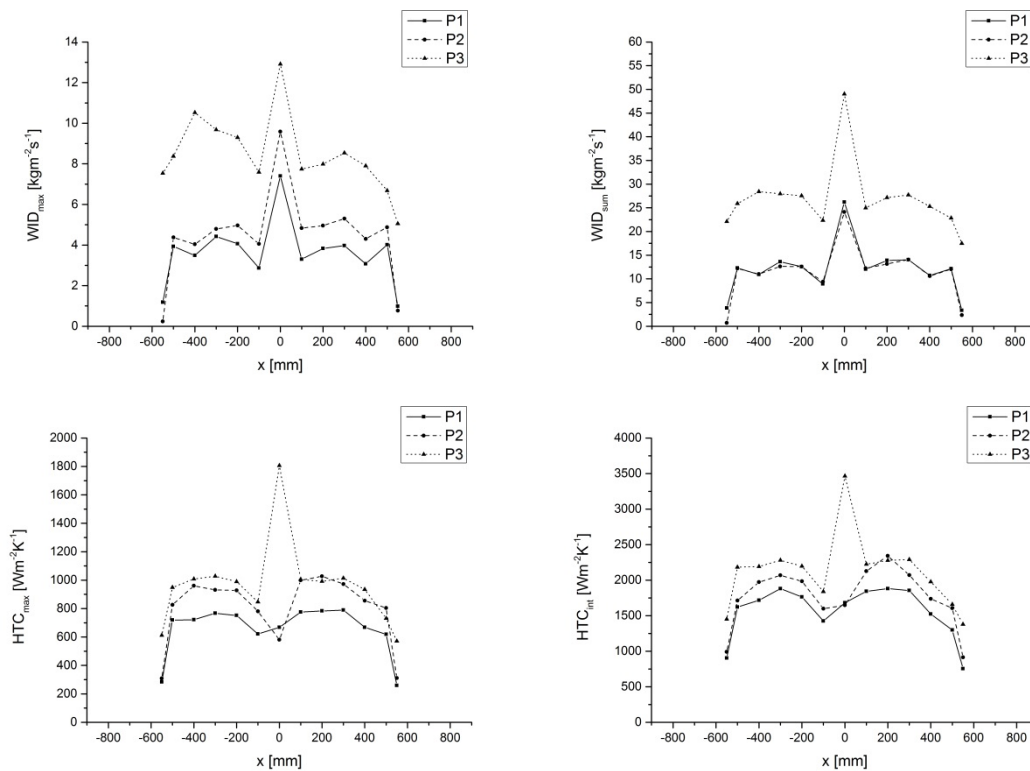 P1
P2
P3
WIDmax [kgm-2s-1]
14
12
10
8
6
4
2
0
-800 -600 -400 -200 0 200 400 600 800
x [mm]
P1
P2
P3
WIDsum [kgm-2s-1]
60
55
50
45
40
35
30
25
20
15
10
5
0
-800 -600 -400 -200 0 200 400 600 800
x [mm]
P1
P2
P3
HTCmax [Wm-2K-1]
2000
1800
1600
1400
1200
1000
800
600
400
200
0
-800 -600 -400 -200 0 200 400 600 800
x [mm]
P1
P2
P3
HTCint [Wm-2K-1]
4000
3500
3000
2500
2000
1500
1000
500
0
-800 -600 -400 -200 0 200 400 600 800
x [mm]